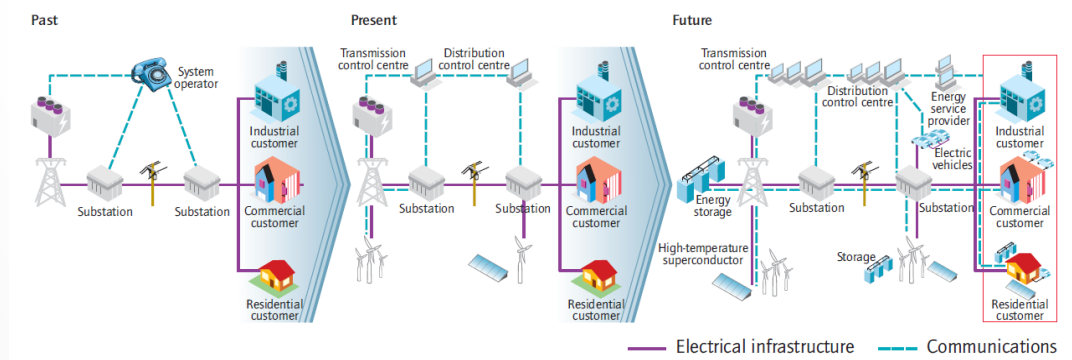 Past
System
operator
Substation
Substation
Industrial
customer
Commercial
customer
Residential
customer
Present
Transmission
control centre
Distribution
control centre
Substation
Substation
Industrial
customer
Commercial
customer
Residential
customer
Future
Transmission
control centre
Distribution
control centre
Energy
service
provider
Electric
vehicles
Energy
storage
Substation
Substation
High-temperature
superconductor
Storage
Industrial
customer
Commercial
customer
Residential
customer
Electrical infrastructure
Communications